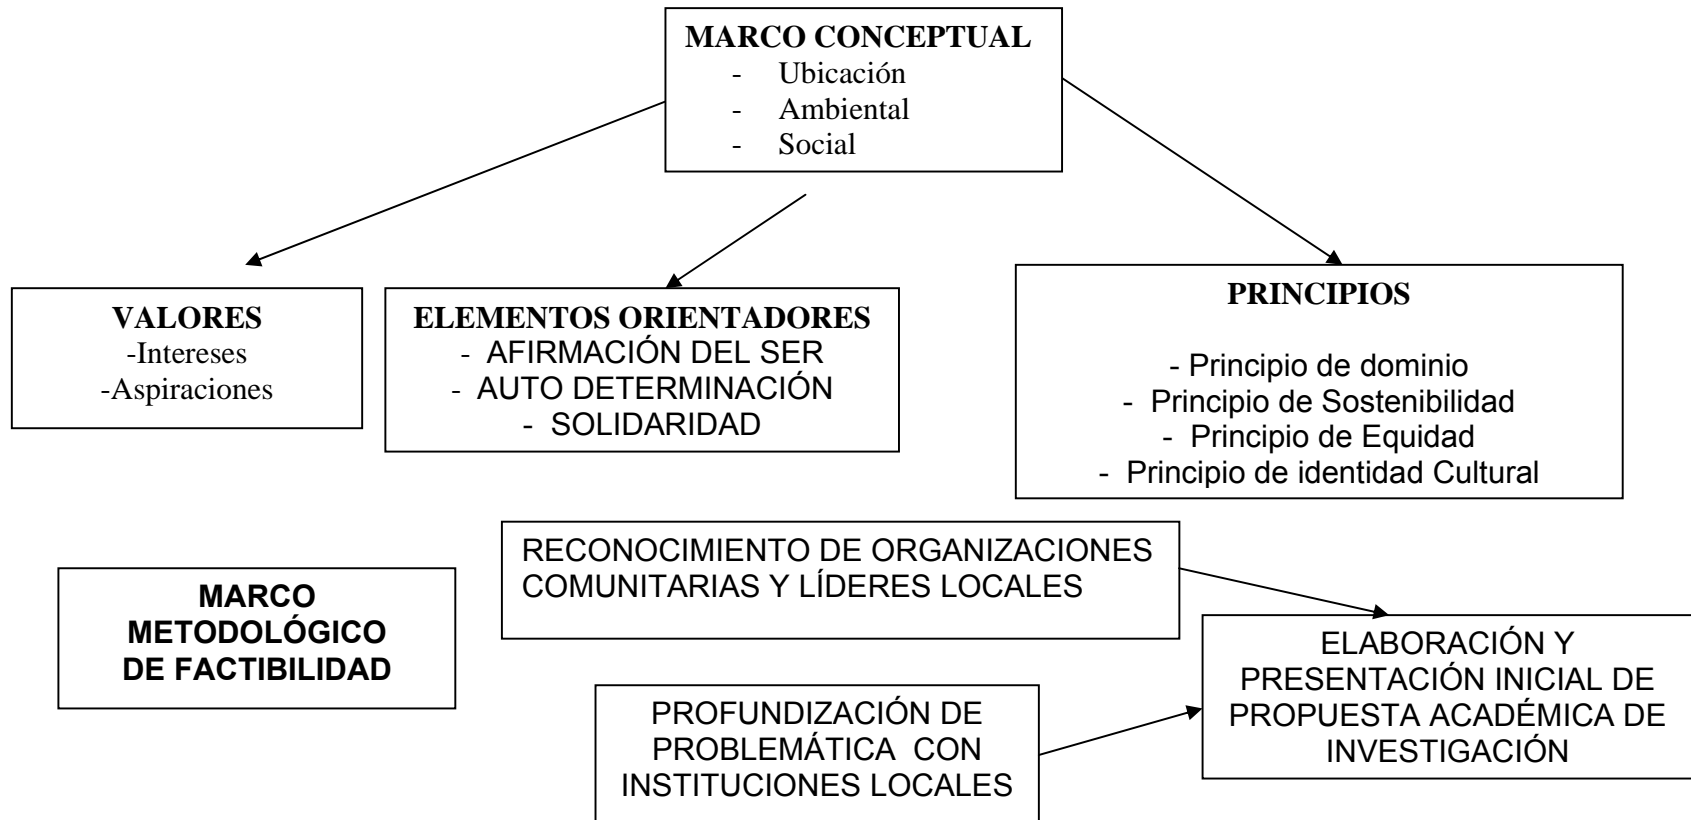 MARCO CONCEPTUAL
- Ubicación
- Ambiental
- Social
VALORES
-Intereses
-Aspiraciones
ELEMENTOS ORIENTADORES
- AFIRMACIÓN DEL SER
- AUTO DETERMINACIÓN
- SOLIDARIDAD
PRINCIPIOS
- Principio de dominio
- Principio de Sostenibilidad
- Principio de Equidad
- Principio de identidad Cultural
MARCO
METODOLÓGICO
DE FACTIBILIDAD
RECONOCIMIENTO DE ORGANIZACIONES
COMUNITARIAS Y LÍDERES LOCALES
PROFUNDIZACIÓN DE
PROBLEMÁTICA CON
INSTITUCIONES LOCALES
ELABORACIÓN Y
PRESENTACIÓN INICIAL DE
PROPUESTA ACADÉMICA DE
INVESTIGACIÓN